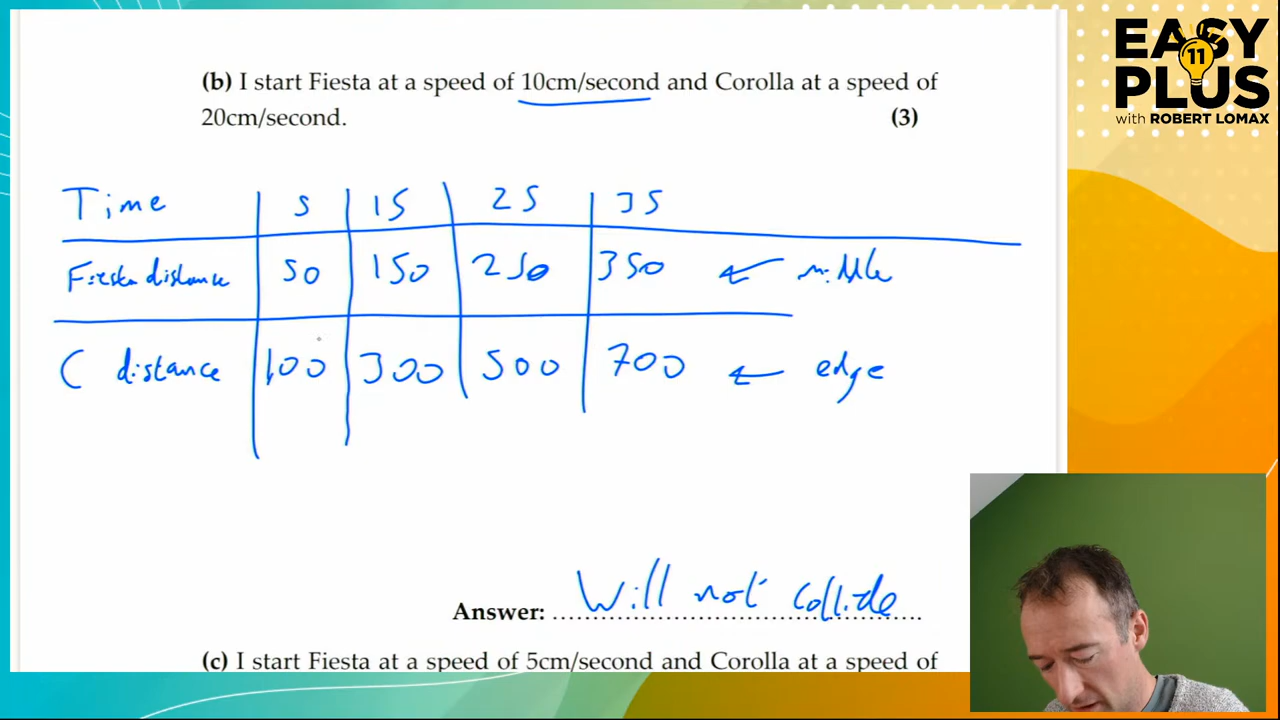 (b) I start Fiesta at a speed of 10cm/second and Corolla at a speed of
20cm/second. (3)
Time 5 15 25 35
Fiesta distance 50 150 250 350 ← middle
C distance 100 300 500 700 ← edge
Answer: Will not collide
(c) I start Fiesta at a speed of 5cm/second and Corolla at a speed of
EASY
11
PLUS
with ROBERT LOMAX